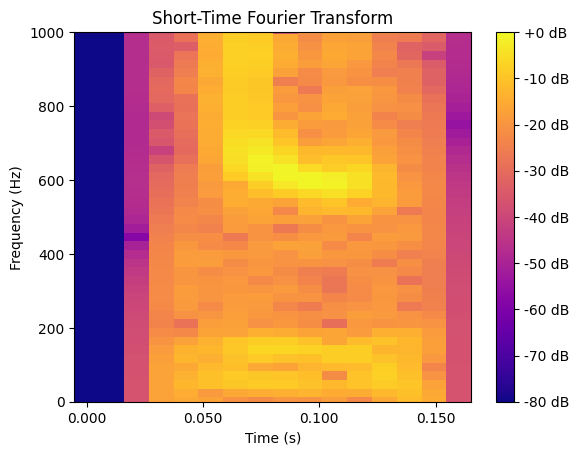 Short-Time Fourier Transform
1000
800
600
400
200
0
Frequency (Hz)
0.000
0.050
0.100
0.150
Time (s)
+0 dB
-10 dB
-20 dB
-30 dB
-40 dB
-50 dB
-60 dB
-70 dB
-80 dB